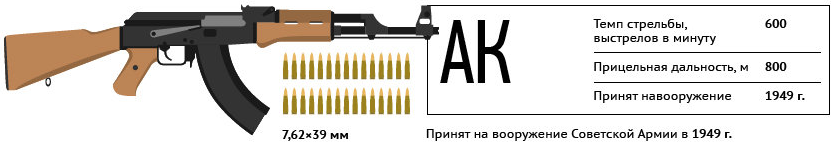 АК
Темп стрельбы,
выстрелов в минуту 600
Прицельная дальность, м 800
Принят навооружение 1949 г.
7,62×39 мм
Принят на вооружение Советской Армии в 1949 г.